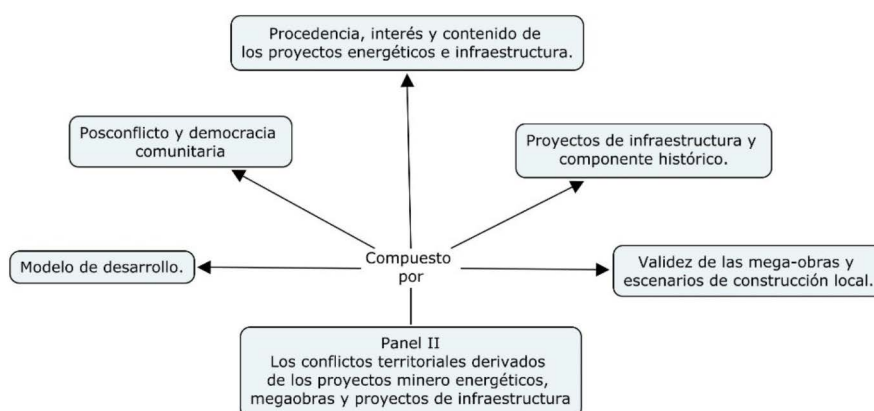 Procedencia, interés y contenido de
los proyectos energéticos e infraestructura.
Posconflicto y democracia
comunitaria
Proyectos de infraestructura y
componente histórico.
Modelo de desarrollo.
Compuesto
por
Validez de las mega-obras y
escenarios de construcción local.
Panel II
Los conflictos territoriales derivados
de los proyectos minero energéticos,
megaobras y proyectos de infraestructura